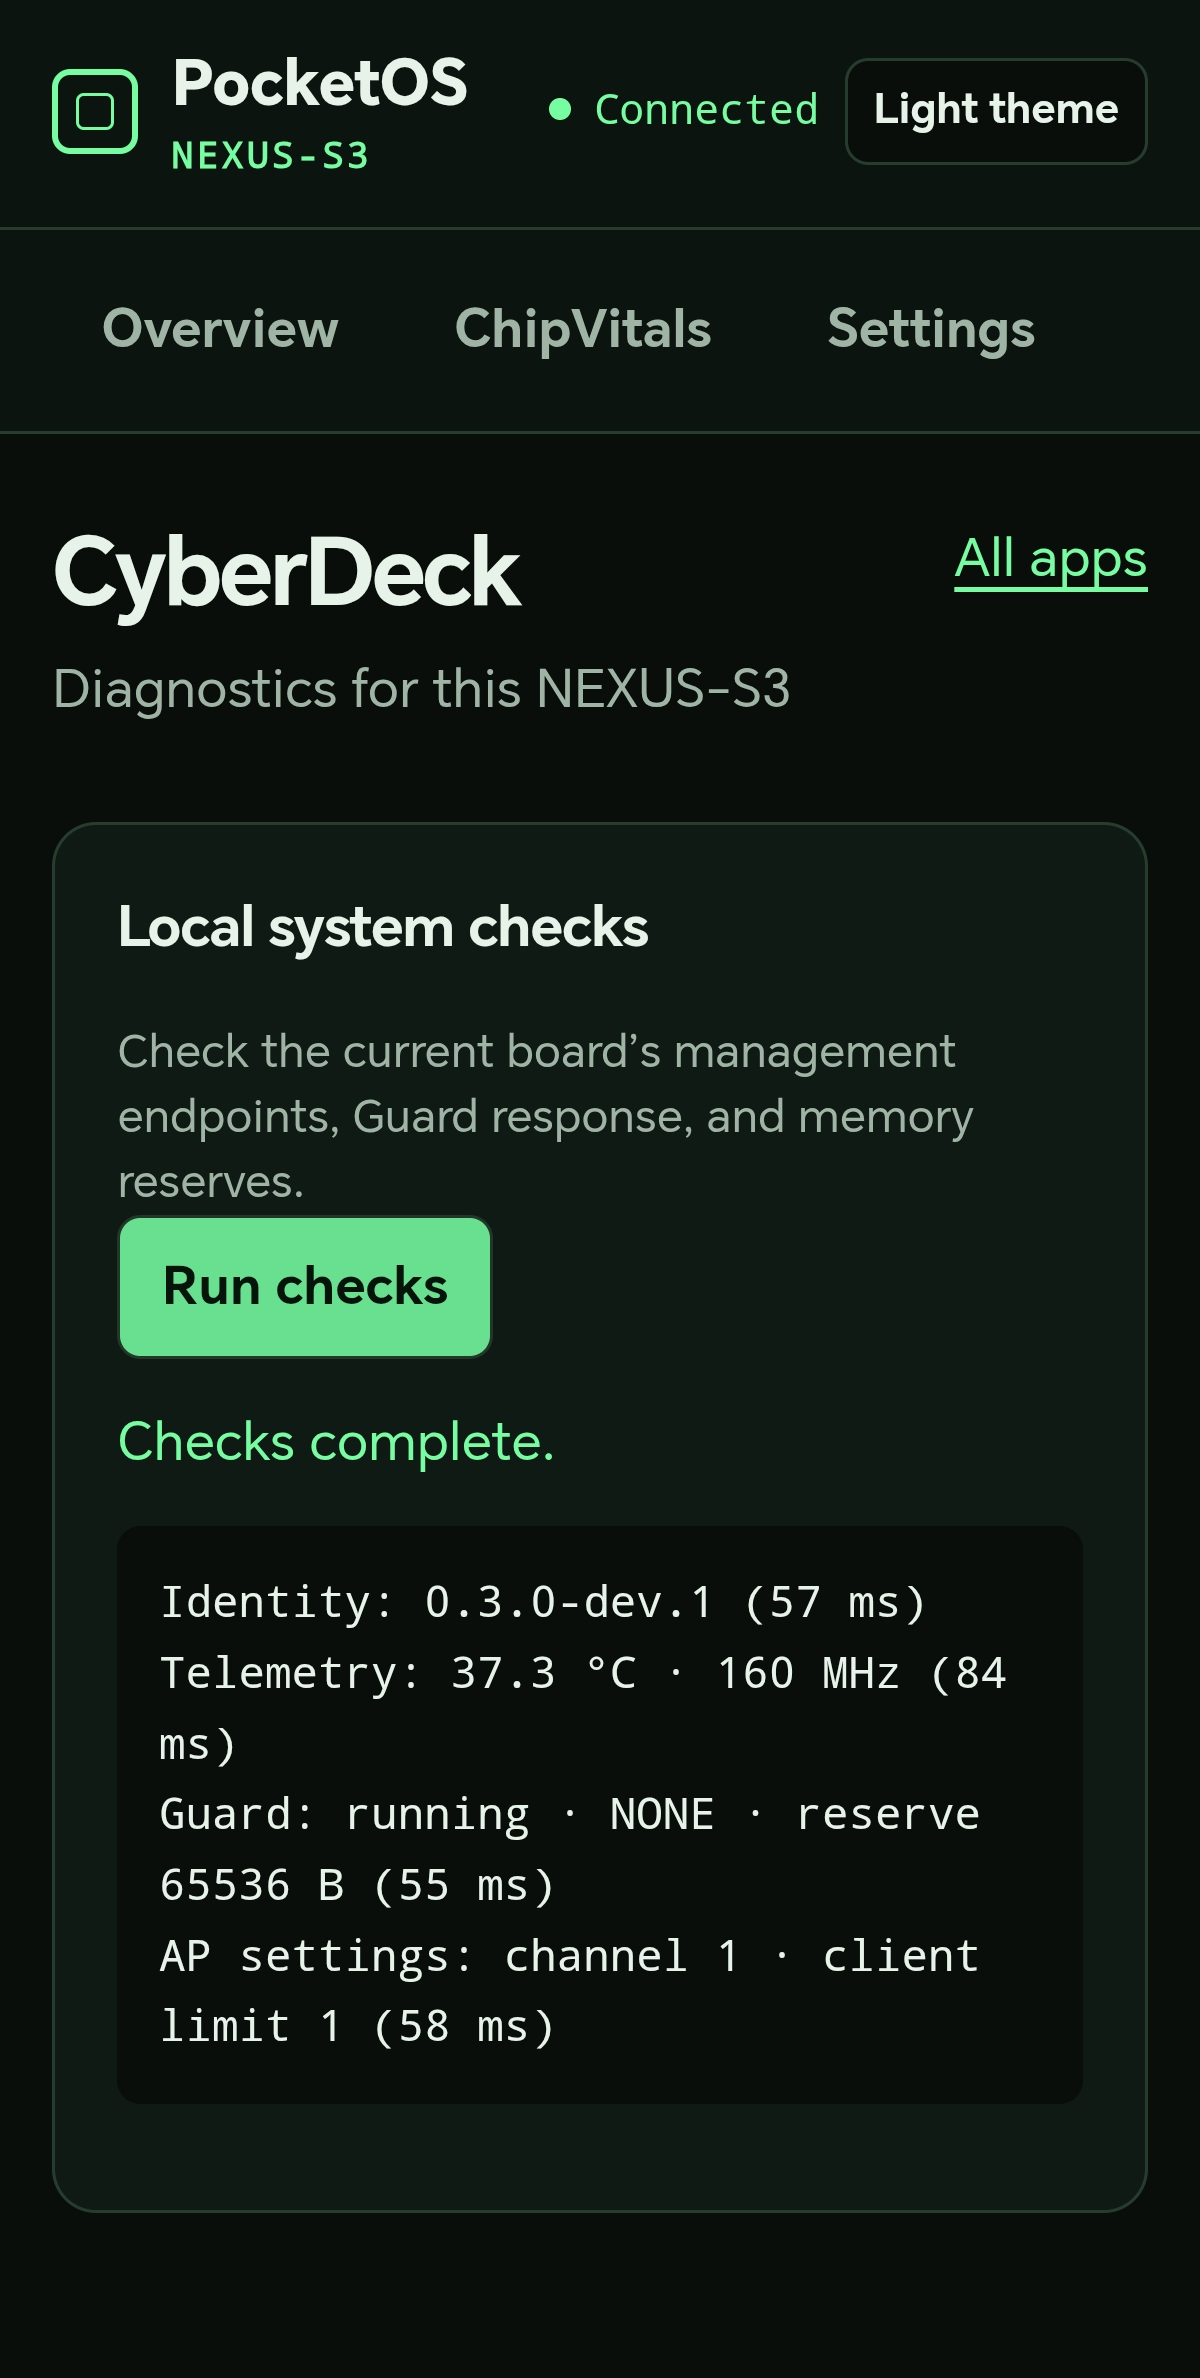 PocketOS
NEXUS-S3
Connected
Light theme
Overview
ChipVitals
Settings
CyberDeck
All apps
Diagnostics for this NEXUS-S3
Local system checks
Check the current board’s management
endpoints, Guard response, and memory
reserves.
Run checks
Checks complete.
Identity: 0.3.0-dev.1 (57 ms)
Telemetry: 37.3 °C · 160 MHz (84
ms)
Guard: running · NONE · reserve
65536 B (55 ms)
AP settings: channel 1 · client
limit 1 (58 ms)